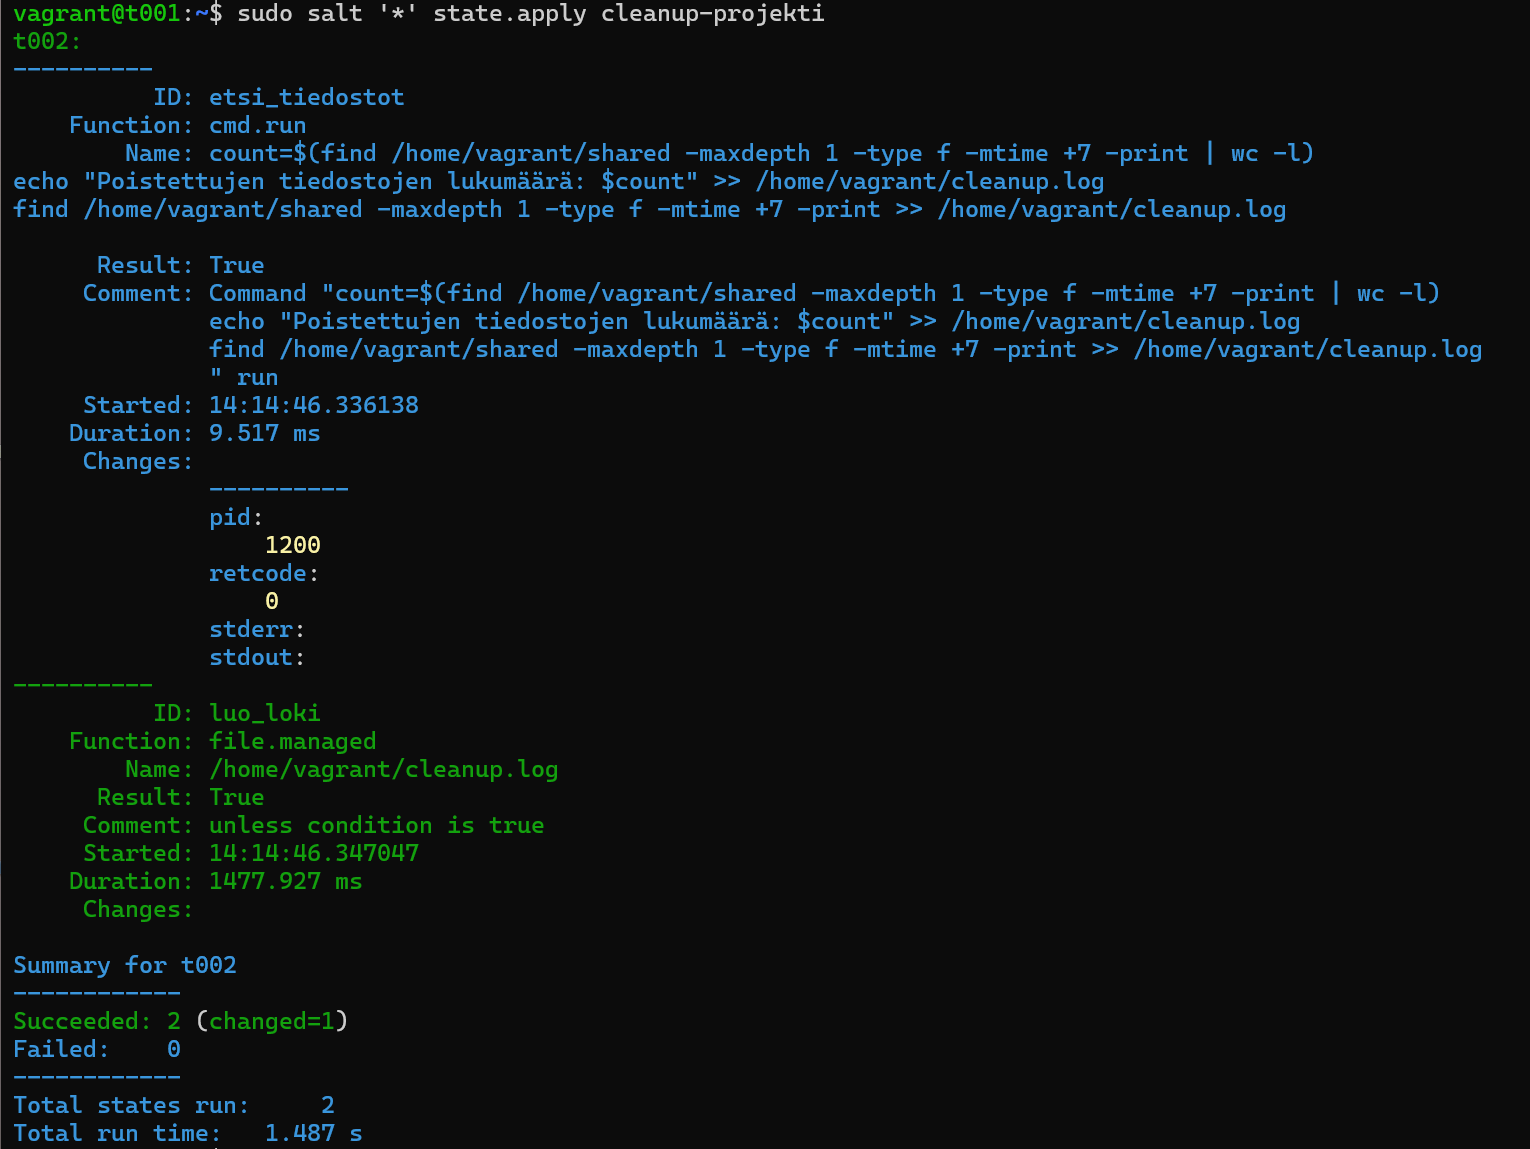 vagrant@t001:~$ sudo salt '*' state.apply cleanup-projekti
t002:
----------
          ID: etsi_tiedostot
    Function: cmd.run
        Name: count=$(find /home/vagrant/shared -maxdepth 1 -type f -mtime +7 -print | wc -l)
echo "Poistettujen tiedostojen lukumäärä: $count" >> /home/vagrant/cleanup.log
find /home/vagrant/shared -maxdepth 1 -type f -mtime +7 -print >> /home/vagrant/cleanup.log

      Result: True
     Comment: Command "count=$(find /home/vagrant/shared -maxdepth 1 -type f -mtime +7 -print | wc -l)
              echo "Poistettujen tiedostojen lukumäärä: $count" >> /home/vagrant/cleanup.log
              find /home/vagrant/shared -maxdepth 1 -type f -mtime +7 -print >> /home/vagrant/cleanup.log
              " run
     Started: 14:14:46.336138
    Duration: 9.517 ms
     Changes:
              ----------
              pid:
                  1200
              retcode:
                  0
              stderr:
              stdout:
----------
          ID: luo_loki
    Function: file.managed
        Name: /home/vagrant/cleanup.log
      Result: True
     Comment: unless condition is true
     Started: 14:14:46.347047
    Duration: 1477.927 ms
     Changes:

Summary for t002
------------
Succeeded: 2 (changed=1)
Failed:    0
------------
Total states run:     2
Total run time:   1.487 s